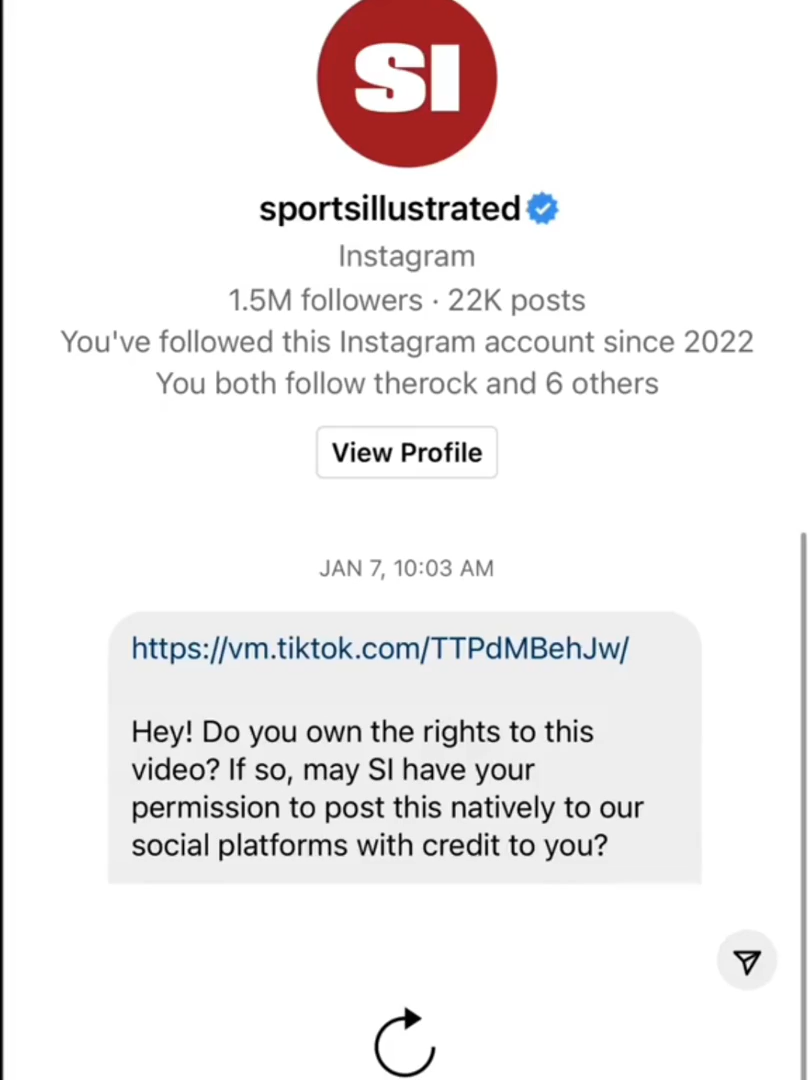 SI
sportsillustrated
Instagram
1.5M followers · 22K posts
You've followed this Instagram account since 2022
You both follow therock and 6 others
View Profile
JAN 7, 10:03 AM
https://vm.tiktok.com/TTPdMBehJw/
Hey! Do you own the rights to this
video? If so, may SI have your
permission to post this natively to our
social platforms with credit to you?